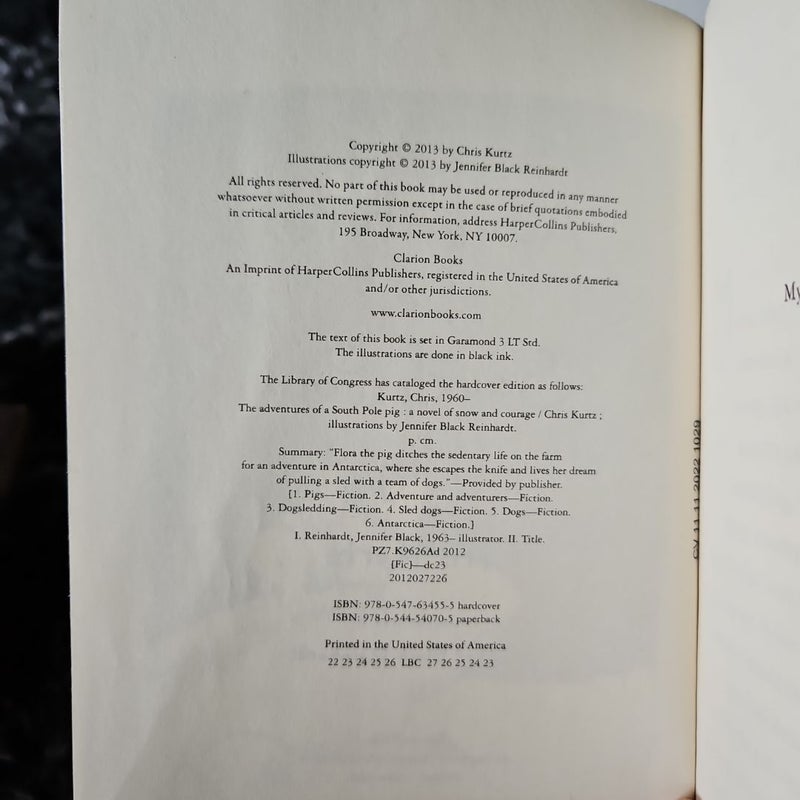 Copyright © 2013 by Chris Kurtz
Illustrations copyright © 2013 by Jennifer Black Reinhardt
All rights reserved. No part of this book may be used or reproduced in any manner
whatsoever without written permission except in the case of brief quotations embodied
in critical articles and reviews. For information, address HarperCollins Publishers,
195 Broadway, New York, NY 10007.
Clarion Books
An Imprint of HarperCollins Publishers, registered in the United States of America
and/or other jurisdictions.
www.clarionbooks.com
The text of this book is set in Garamond 3 LT Std.
The illustrations are done in black ink.
The Library of Congress has cataloged the hardcover edition as follows:
Kurtz, Chris, 1960–
The adventures of a South Pole pig : a novel of snow and courage / Chris Kurtz ;
illustrations by Jennifer Black Reinhardt.
p. cm.
Summary: "Flora the pig ditches the sedentary life on the farm
for an adventure in Antarctica, where she escapes the knife and lives her dream
of pulling a sled with a team of dogs."—Provided by publisher.
[1. Pigs—Fiction. 2. Adventure and adventurers—Fiction.
3. Dogsledding—Fiction. 4. Sled dogs—Fiction. 5. Dogs—Fiction.
6. Antarctica—Fiction.]
I. Reinhardt, Jennifer Black, 1963– illustrator. II. Title.
PZ7.K9626Ad 2012
[Fic]—dc23
2012027226
ISBN: 978-0-547-63455-5 hardcover
ISBN: 978-0-544-54070-5 paperback
Printed in the United States of America
22 23 24 25 26 LBC 27 26 25 24 23
CV 11 11 2022 1029
My